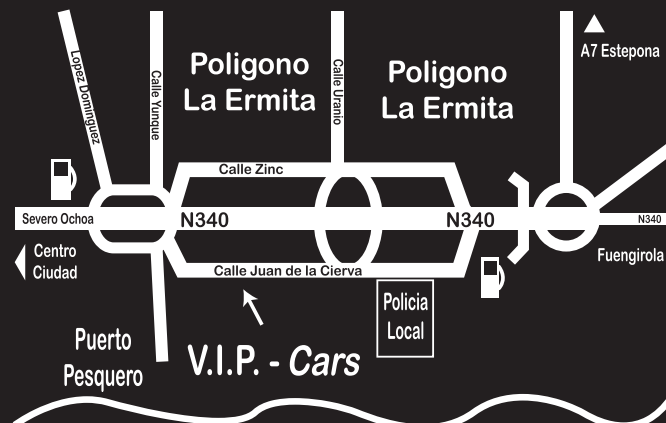 A7 Estepona
Lopez Dominguez
Calle Yunque
Poligono
La Ermita
Calle Uranio
Poligono
La Ermita
Calle Zinc
Severo Ochoa
N340
N340
N340
Centro
Ciudad
Fuengirola
Calle Juan de la Cierva
Policia
Local
Puerto
Pesquero
V.I.P. - Cars